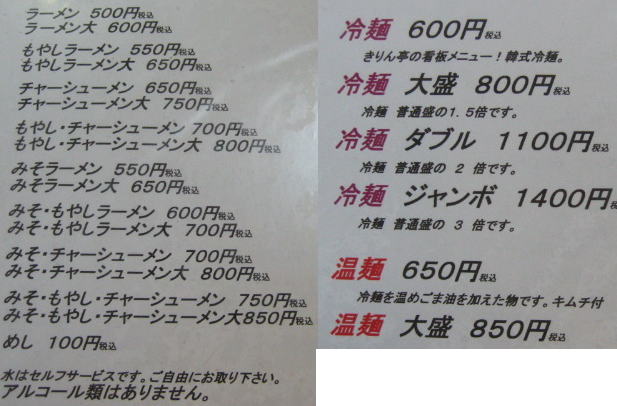 ラーメン 500円税込
ラーメン大 600円税込
もやしラーメン 550円税込
もやしラーメン大 650円税込
チャーシューメン 650円税込
チャーシューメン大 750円税込
もやし・チャーシューメン 700円税込
もやし・チャーシューメン大 800円税込
みそラーメン 550円税込
みそラーメン大 650円税込
みそ・もやしラーメン 600円税込
みそ・もやしラーメン大 700円税込
みそ・チャーシューメン 700円税込
みそ・チャーシューメン大 800円税込
みそ・もやし・チャーシューメン 750円税込
みそ・もやし・チャーシューメン大850円税込
めし 100円税込
水はセルフサービスです。ご自由にお取り下さい。
アルコール類はありません。
冷麺 600円税込
きりん亭の看板メニュー!韓式冷麺。
冷麺 大盛 800円税込
冷麺 普通盛の1.5倍です。
冷麺 ダブル 1100円税込
冷麺 普通盛の 2 倍です。
冷麺 ジャンボ 1400円税
冷麺 普通盛の 3 倍です。
温麺 650円税込
冷麺を温めごま油を加えた物です。キムチ付
温麺 大盛 850円税込